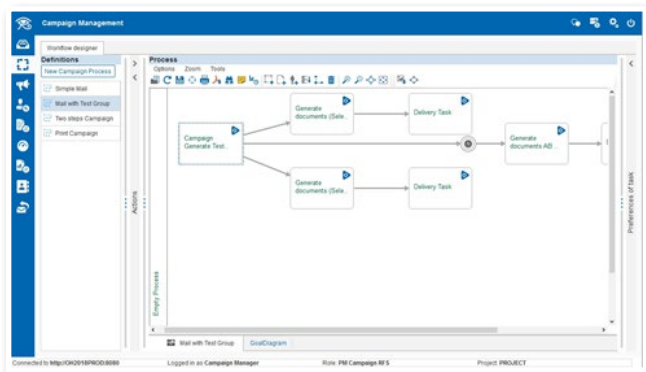 Campaign Management
Workflow designer
Definitions
New Campaign Process
Simple Mail
Mail with Test Group
Two steps Campaign
Print Campaign
Actions
Process
Options Zoom Tools
Campaign
Generate Test..
Generate
documents (Sele..
Delivery Task
Generate
documents (Sele..
Delivery Task
Generate
documents AB..
Empty Process
Preferences of task
Mail with Test Group
GoalDiagram
Connected to http://OH2018PROD:8080
Logged in as Campaign Manager
Role: PM Campaign RFS
Project: PROJECT